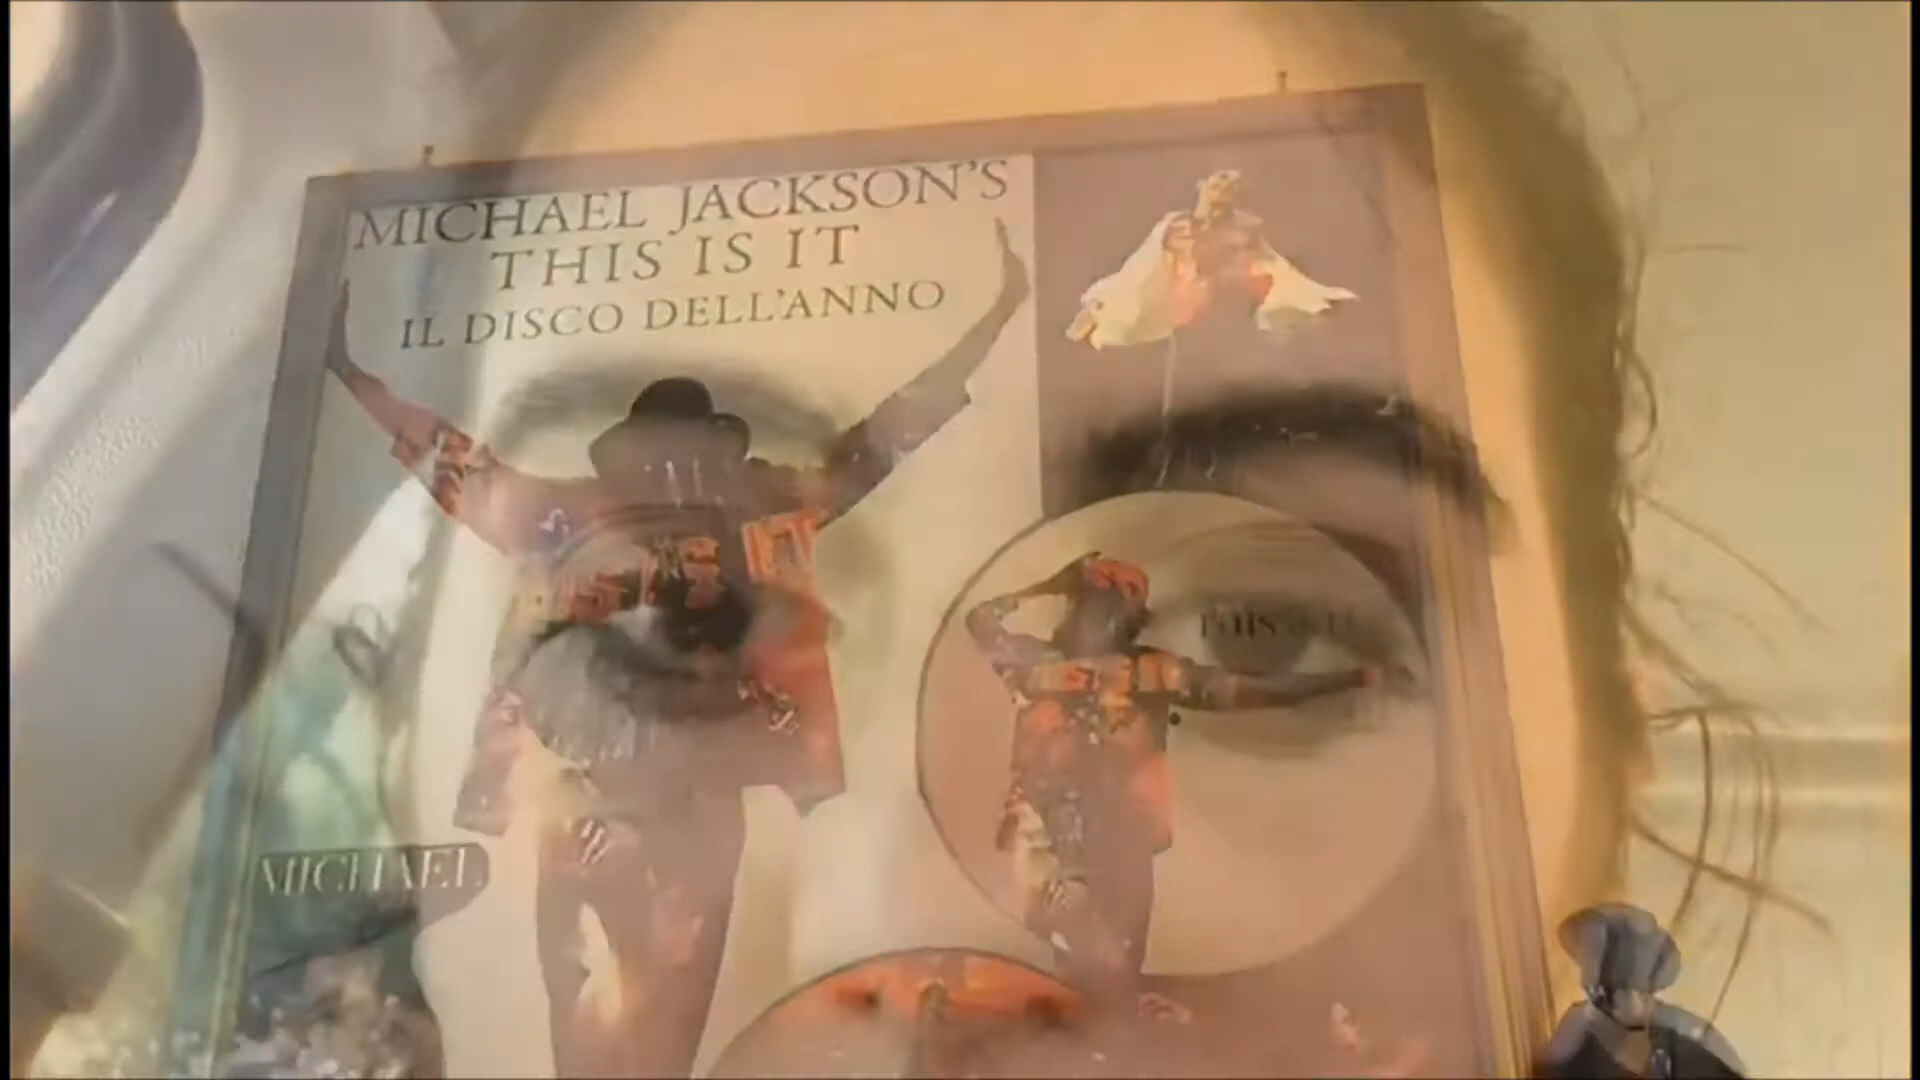 MICHAEL JACKSON'S
THIS IS IT
IL DISCO DELL'ANNO
MICHAEL